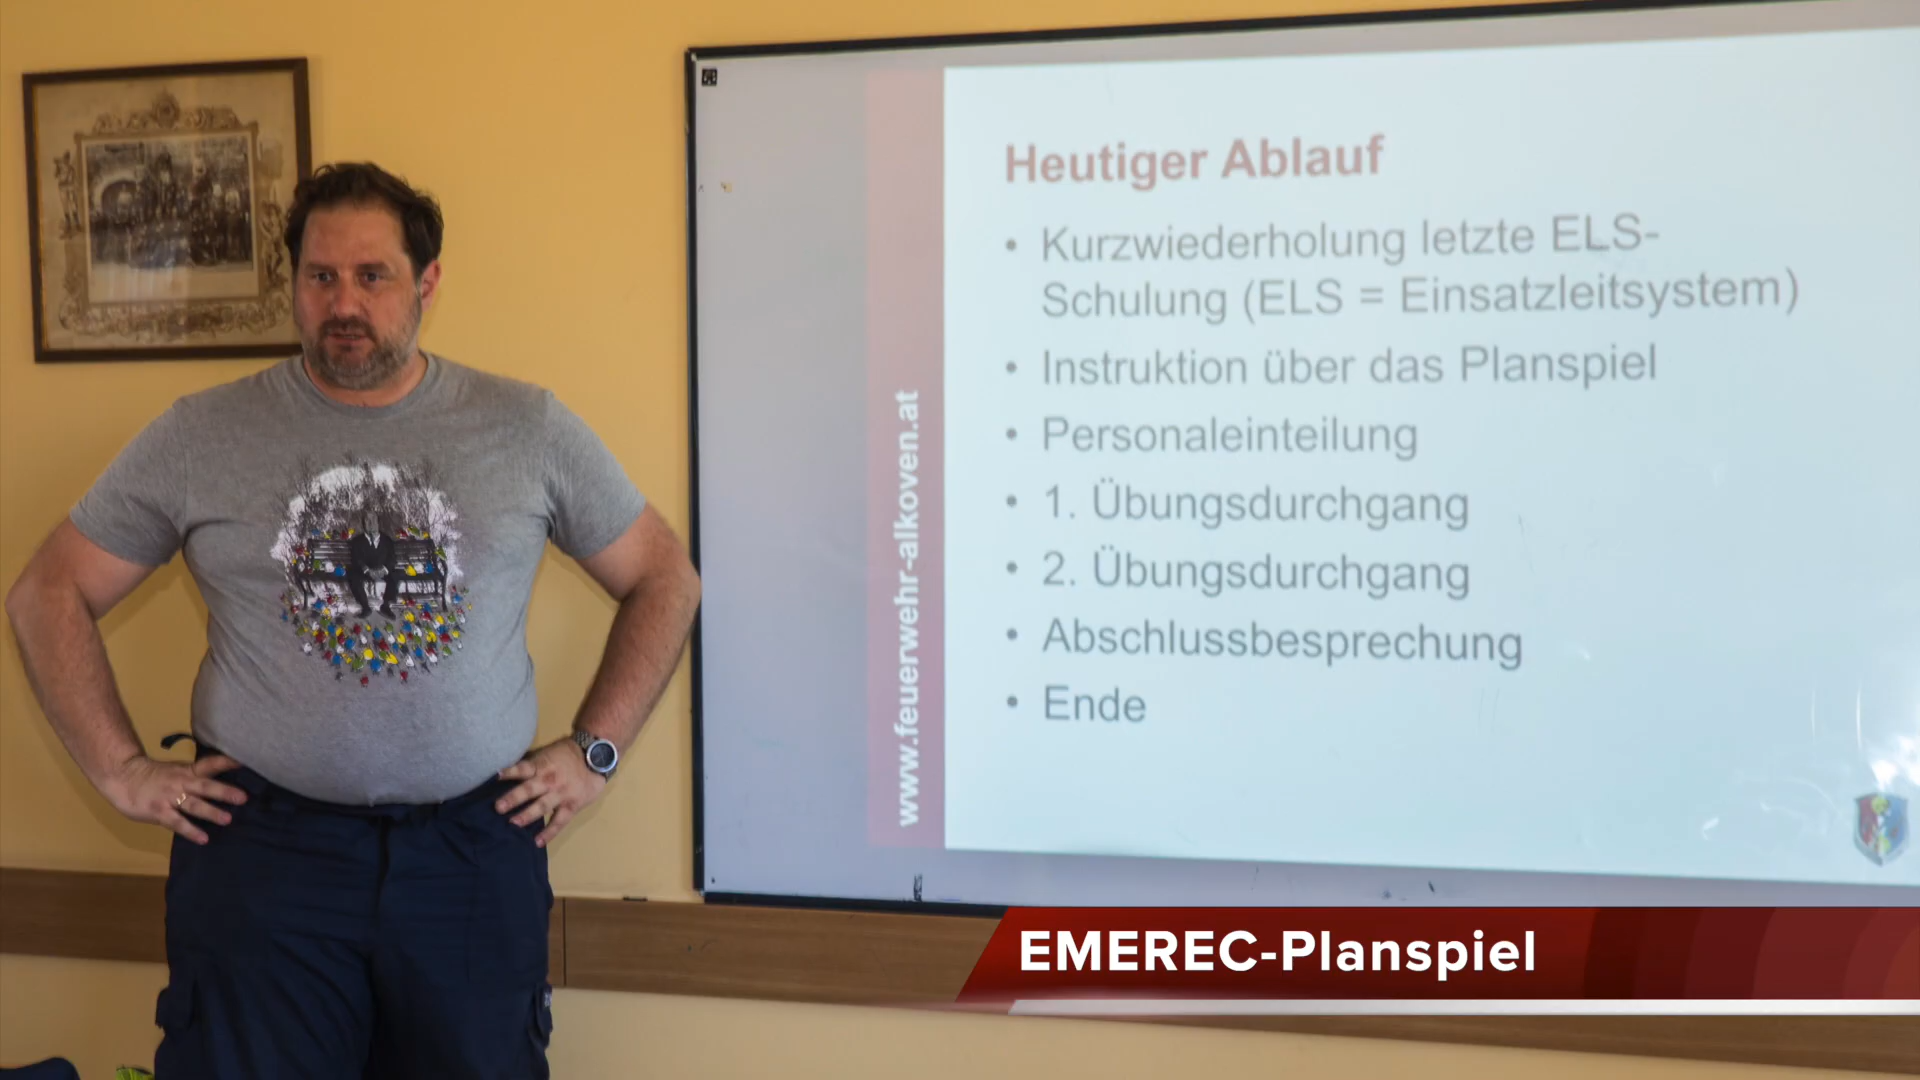 Heutiger Ablauf
• Kurzwiederholung letzte ELS-
Schulung (ELS = Einsatzleitsystem)
• Instruktion über das Planspiel
• Personaleinteilung
• 1. Übungsdurchgang
• 2. Übungsdurchgang
• Abschlussbesprechung
• Ende
www.feuerwehr-alkoven.at
EMEREC-Planspiel